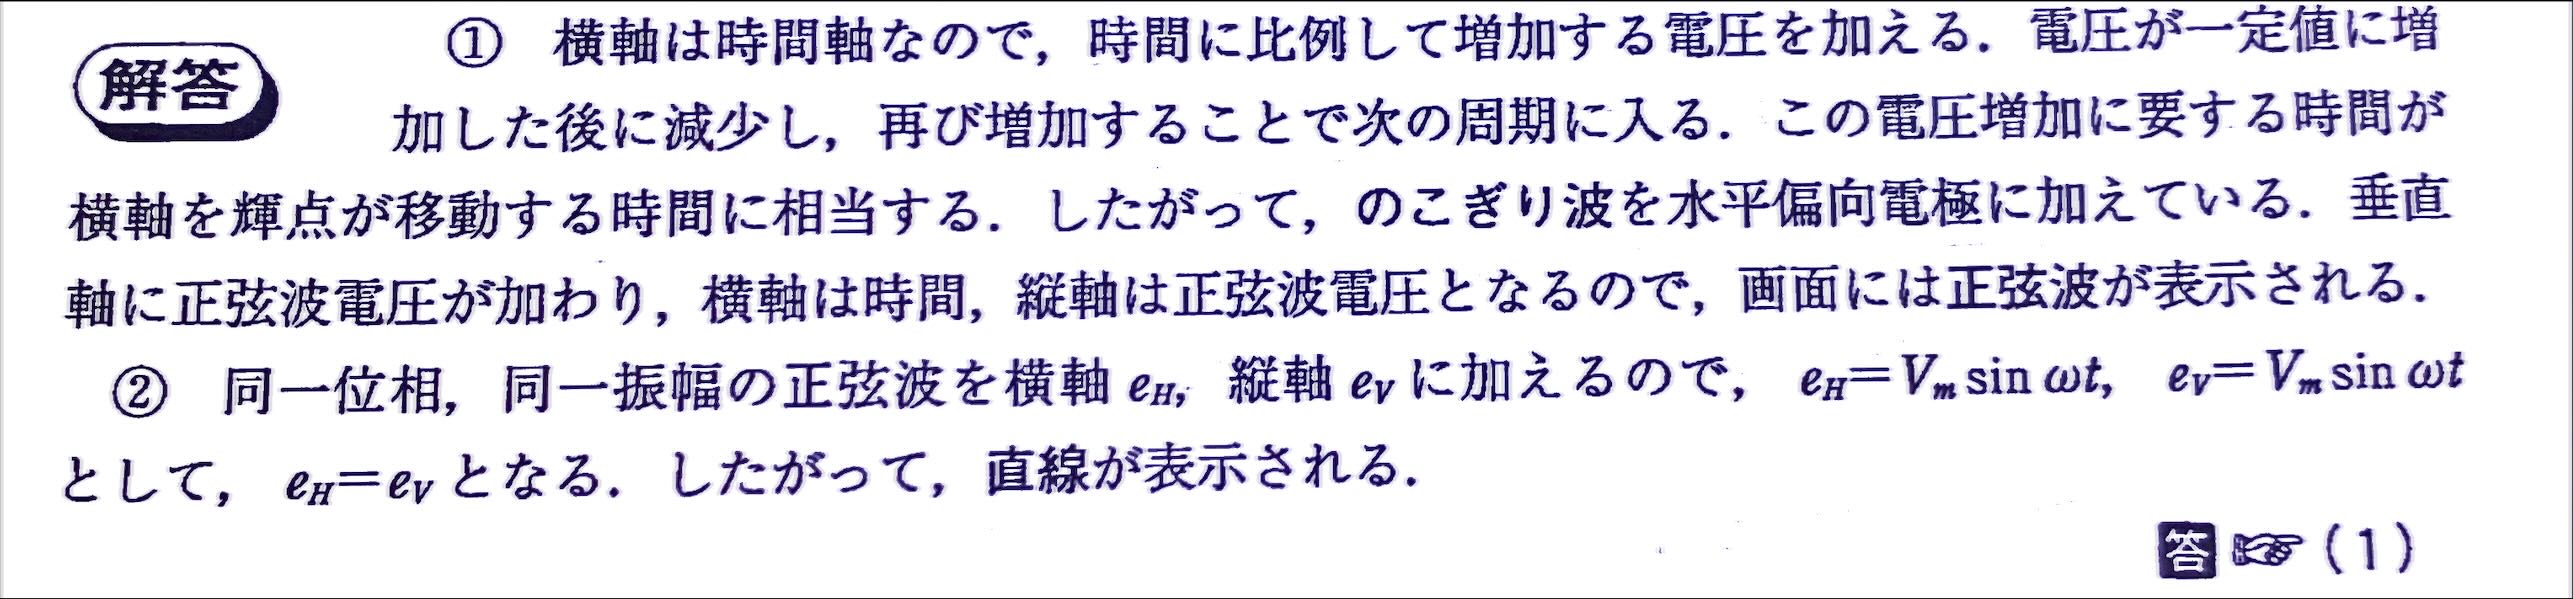 解答
① 横軸は時間軸なので，時間に比例して増加する電圧を加える．電圧が一定値に増
加した後に減少し，再び増加することで次の周期に入る．この電圧増加に要する時間が
横軸を輝点が移動する時間に相当する．したがって，のこぎり波を水平偏向電極に加えている．垂直
軸に正弦波電圧が加わり，横軸は時間，縦軸は正弦波電圧となるので，画面には正弦波が表示される．
② 同一位相，同一振幅の正弦波を横軸 eH，縦軸 eV に加えるので， eH＝Vm sin ωt， eV＝Vm sin ωt
として， eH＝eV となる．したがって，直線が表示される．
答☞(1)